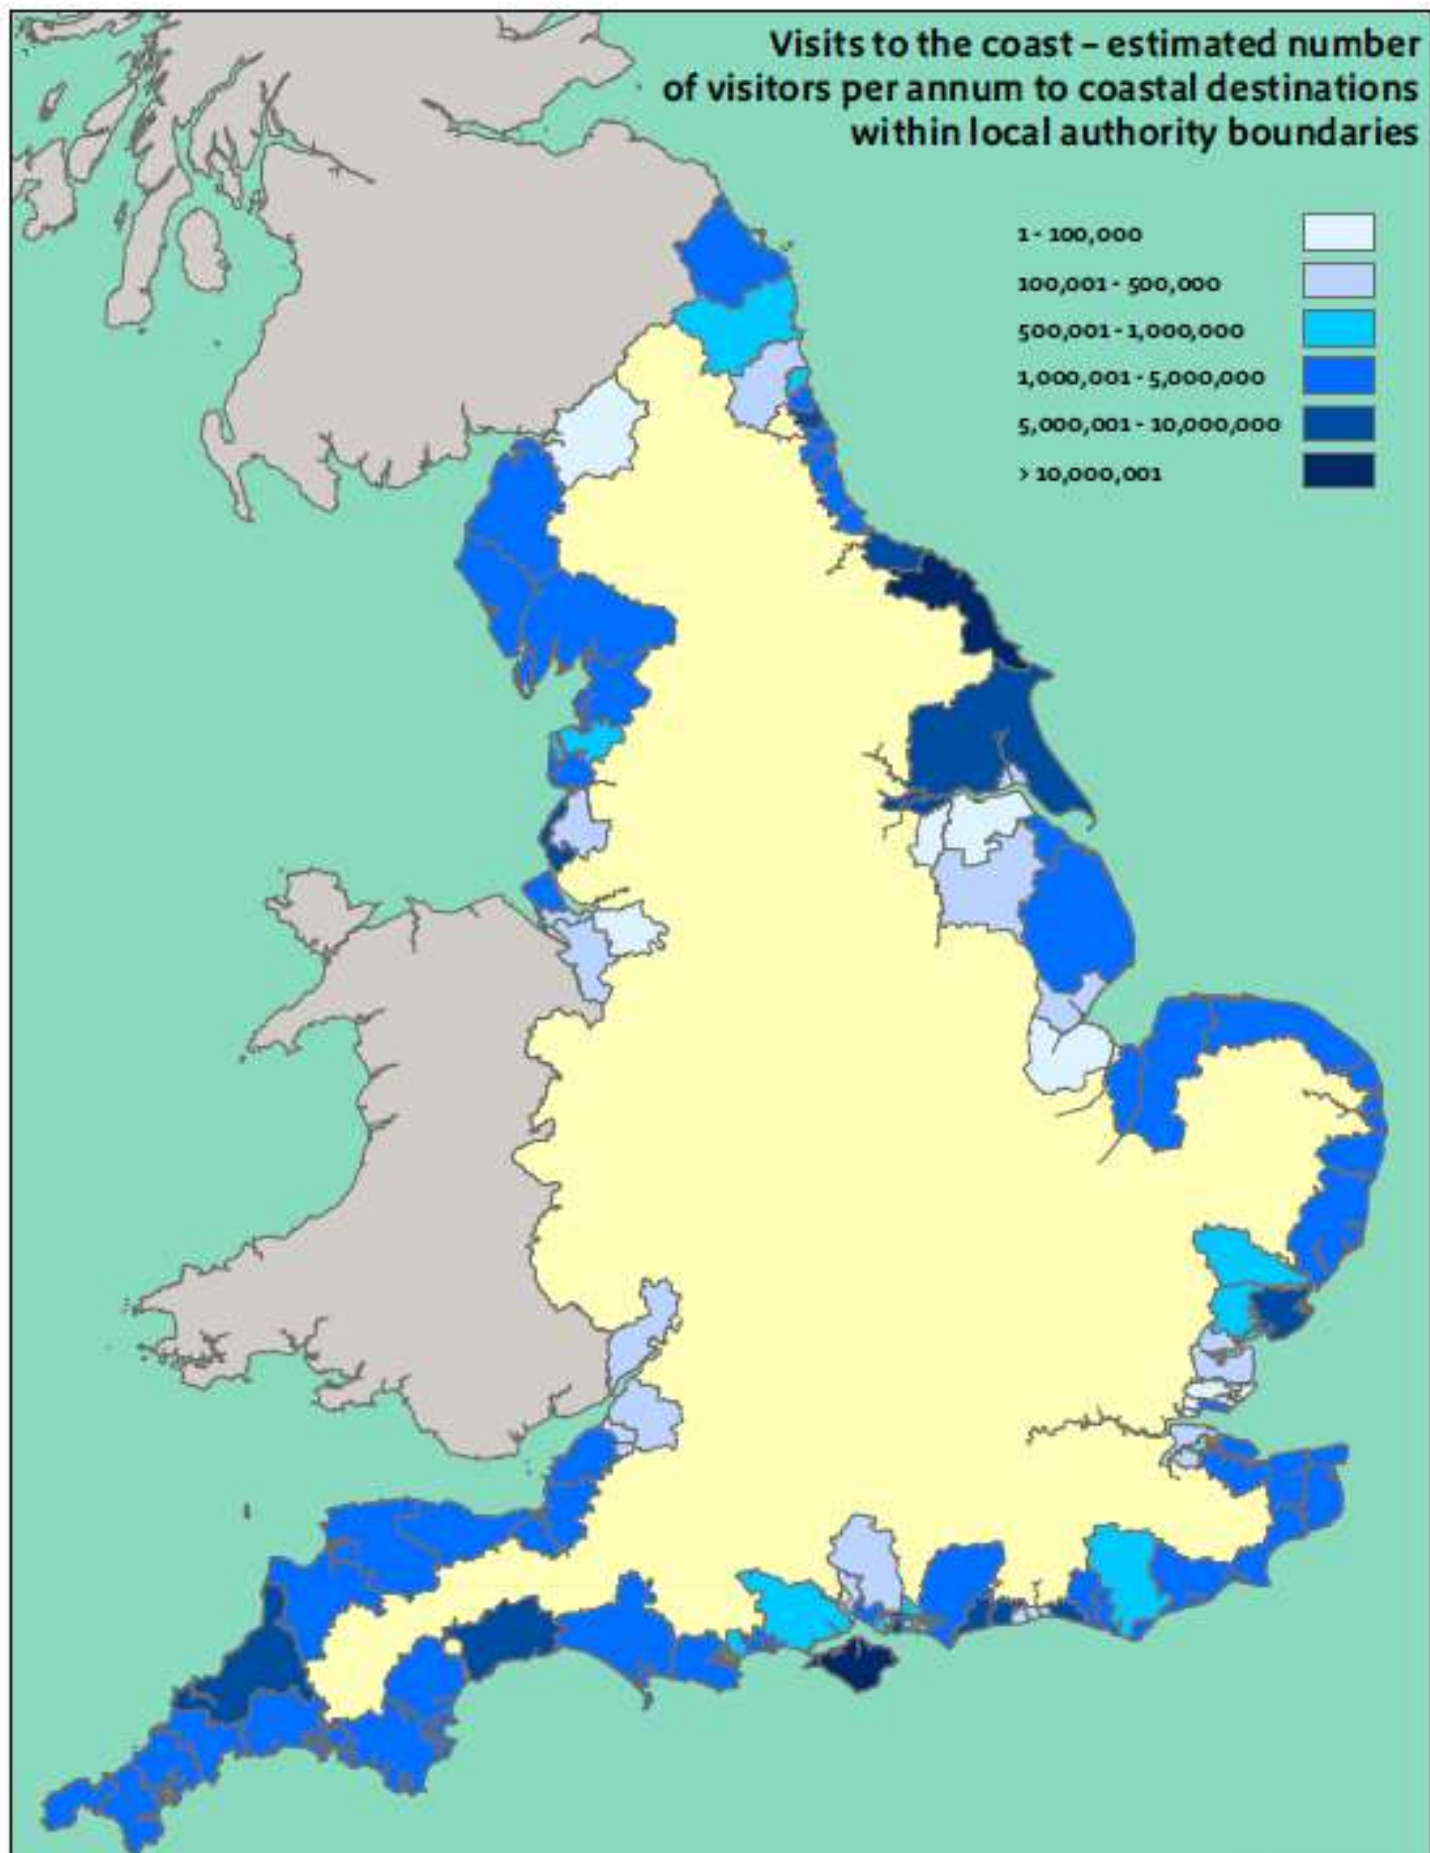 Visits to the coast – estimated number
of visitors per annum to coastal destinations
within local authority boundaries
1 - 100,000
100,001 - 500,000
500,001 - 1,000,000
1,000,001 - 5,000,000
5,000,001 - 10,000,000
> 10,000,001